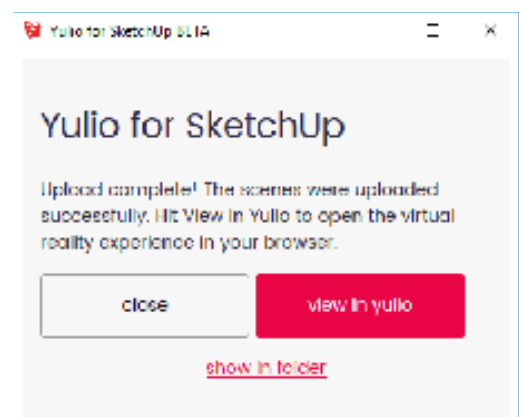 Yulio for SketchUp BETA
Yulio for SketchUp
Upload complete! The scenes were uploaded
successfully. Hit View in Yulio to open the virtual
reality experience in your browser.
close
view in yulio
show in folder